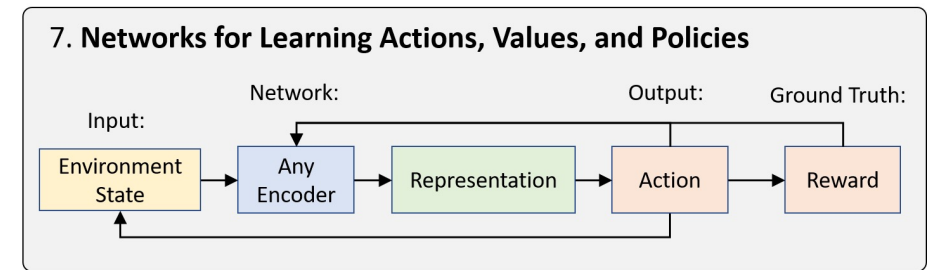 7. Networks for Learning Actions, Values, and Policies
Network:
Output:
Ground Truth:
Input:
Environment
State
Any
Encoder
Representation
Action
Reward